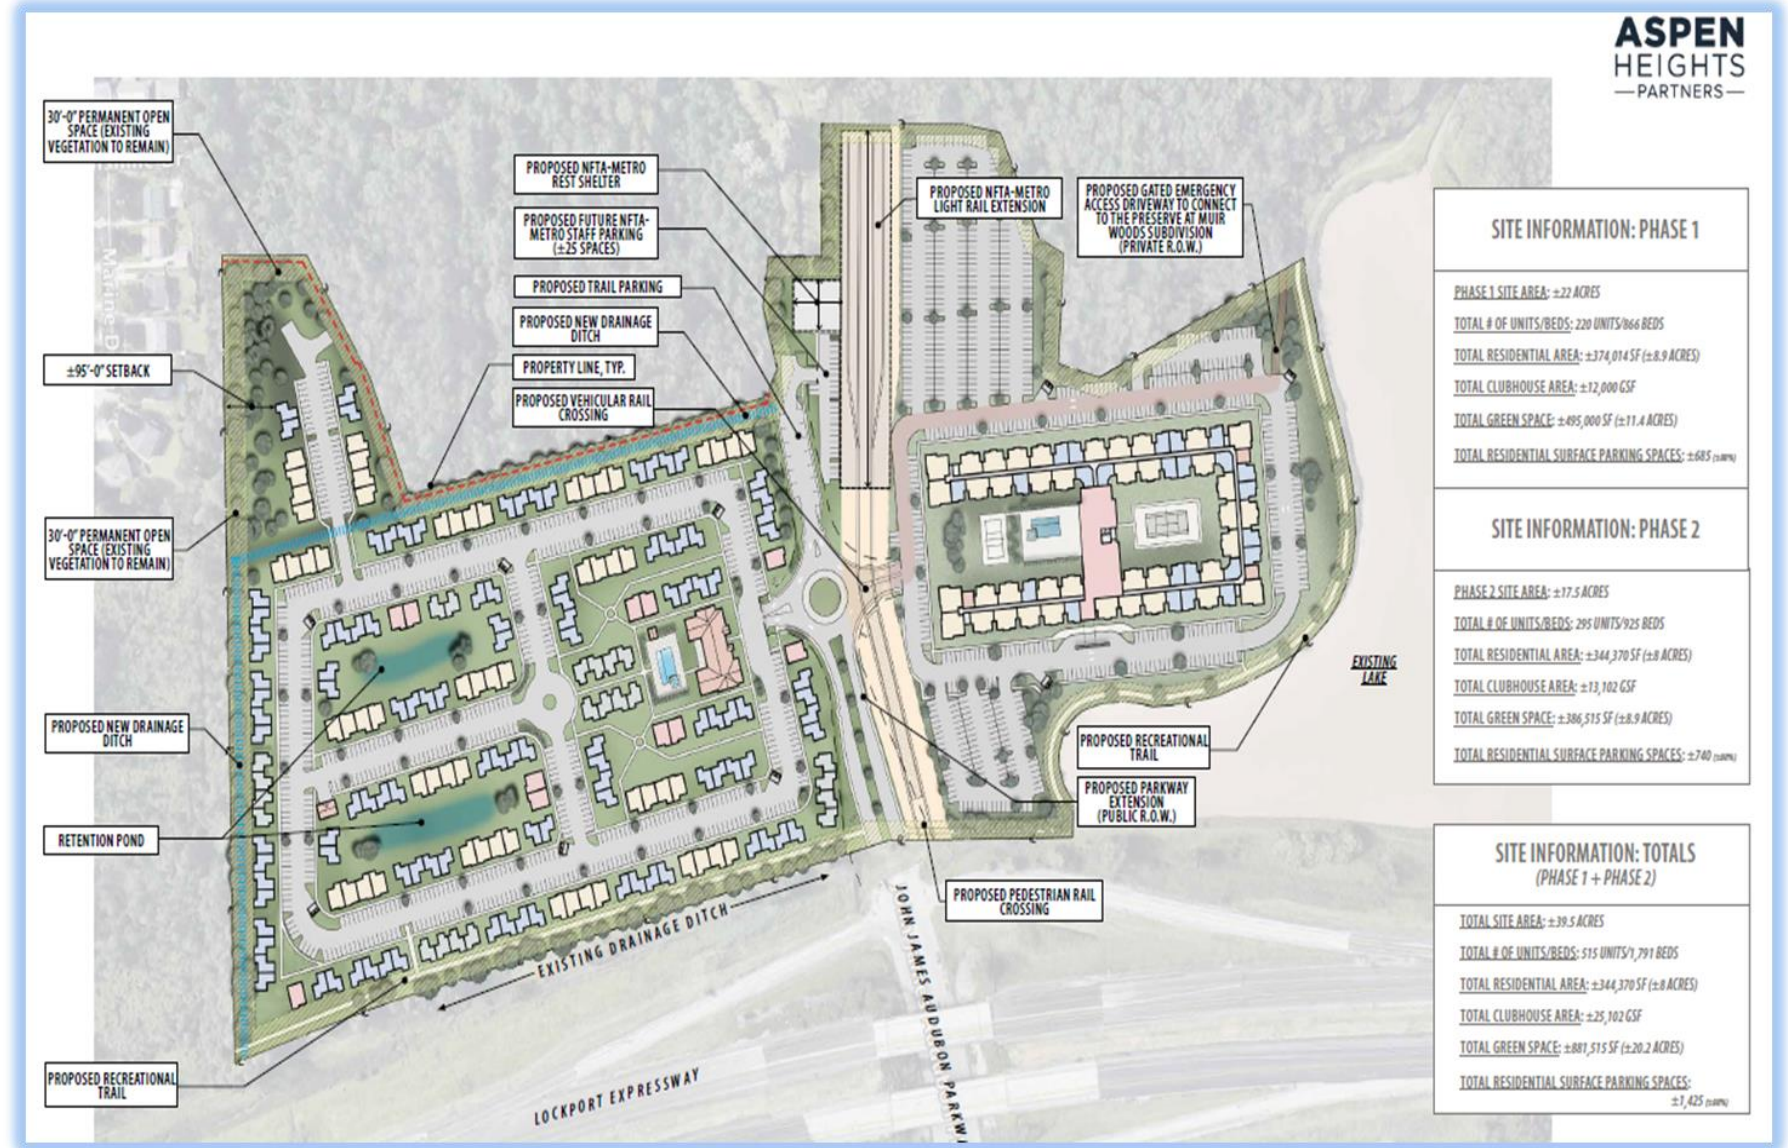 ASPEN
HEIGHTS
—PARTNERS—
30'-0" PERMANENT OPEN
SPACE (EXISTING
VEGETATION TO REMAIN)
±95'-0" SETBACK
30'-0" PERMANENT OPEN
SPACE (EXISTING
VEGETATION TO REMAIN)
PROPOSED NEW DRAINAGE
DITCH
RETENTION POND
PROPOSED RECREATIONAL
TRAIL
PROPOSED NFTA-METRO
REST SHELTER
PROPOSED FUTURE NFTA-
METRO STAFF PARKING
(±25 SPACES)
PROPOSED TRAIL PARKING
PROPOSED NEW DRAINAGE
DITCH
PROPERTY LINE, TYP.
PROPOSED VEHICULAR RAIL
CROSSING
PROPOSED NFTA-METRO
LIGHT RAIL EXTENSION
PROPOSED GATED EMERGENCY
ACCESS DRIVEWAY TO CONNECT
TO THE PRESERVE AT MUIR
WOODS SUBDIVISION
(PRIVATE R.O.W.)
EXISTING
LAKE
PROPOSED RECREATIONAL
TRAIL
PROPOSED PARKWAY
EXTENSION
(PUBLIC R.O.W.)
PROPOSED PEDESTRIAN RAIL
CROSSING
EXISTING DRAINAGE DITCH
LOCKPORT EXPRESSWAY
JOHN JAMES AUDUBON PARKW
SITE INFORMATION: PHASE 1
PHASE 1 SITE AREA: ±22 ACRES
TOTAL # OF UNITS/BEDS: 220 UNITS/866 BEDS
TOTAL RESIDENTIAL AREA: ±374,014 SF (±8.9 ACRES)
TOTAL CLUBHOUSE AREA: ±12,000 GSF
TOTAL GREEN SPACE: ±495,000 SF (±11.4 ACRES)
TOTAL RESIDENTIAL SURFACE PARKING SPACES: ±685
SITE INFORMATION: PHASE 2
PHASE 2 SITE AREA: ±17.5 ACRES
TOTAL # OF UNITS/BEDS: 295 UNITS/925 BEDS
TOTAL RESIDENTIAL AREA: ±344,370 SF (±8 ACRES)
TOTAL CLUBHOUSE AREA: ±13,102 GSF
TOTAL GREEN SPACE: ±386,515 SF (±8.9 ACRES)
TOTAL RESIDENTIAL SURFACE PARKING SPACES: ±740
SITE INFORMATION: TOTALS
(PHASE 1 + PHASE 2)
TOTAL SITE AREA: ±39.5 ACRES
TOTAL # OF UNITS/BEDS: 515 UNITS/1,791 BEDS
TOTAL RESIDENTIAL AREA: ±344,370 SF (±8 ACRES)
TOTAL CLUBHOUSE AREA: ±25,102 GSF
TOTAL GREEN SPACE: ±881,515 SF (±20.2 ACRES)
TOTAL RESIDENTIAL SURFACE PARKING SPACES:
±1,425